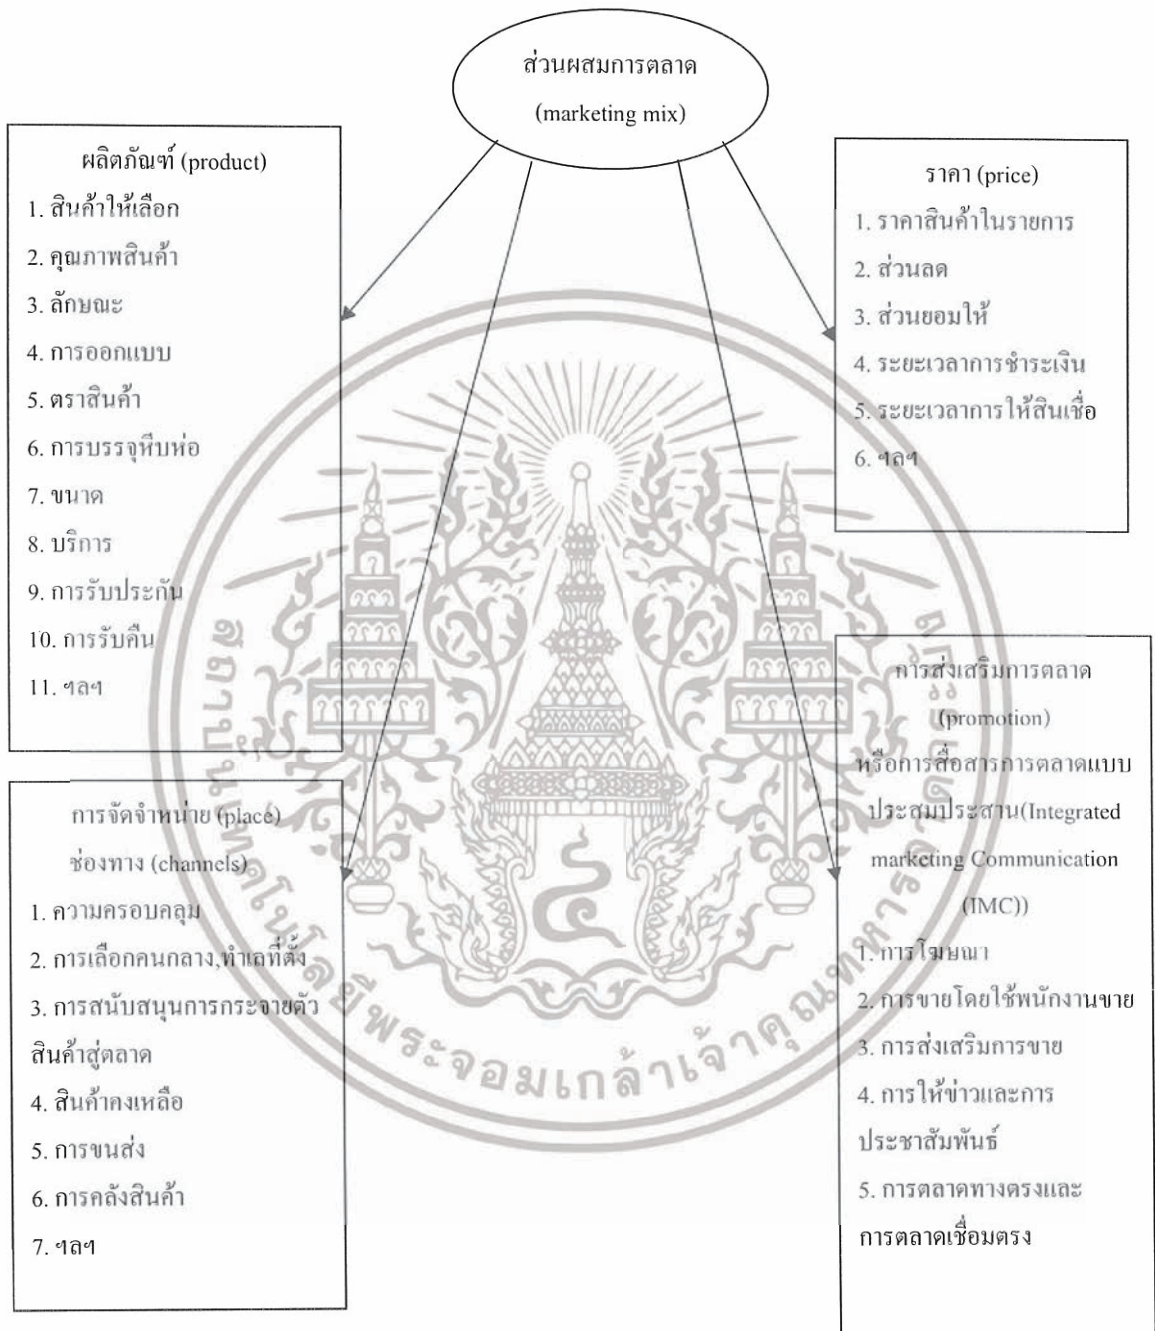 ส่วนผสมการตลาด
(marketing mix)
ผลิตภัณฑ์ (product)
1. สินค้าให้เลือก
2. คุณภาพสินค้า
3. ลักษณะ
4. การออกแบบ
5. ตราสินค้า
6. การบรรจุหีบห่อ
7. ขนาด
8. บริการ
9. การรับประกัน
10. การรับคืน
11. ฯลฯ
ราคา (price)
1. ราคาสินค้าในรายการ
2. ส่วนลด
3. ส่วนยอมให้
4. ระยะเวลาการชำระเงิน
5. ระยะเวลาการให้สินเชื่อ
6. ฯลฯ
การจัดจำหน่าย (place)
ช่องทาง (channels)
1. ความครอบคลุม
2. การเลือกคนกลาง,ทำเลที่ตั้ง
3. การสนับสนุนการกระจายตัว
สินค้าสู่ตลาด
4. สินค้าคงเหลือ
5. การขนส่ง
6. การคลังสินค้า
7. ฯลฯ
การส่งเสริมการตลาด
(promotion)
หรือการสื่อสารการตลาดแบบ
ประสมประสาน(Integrated
marketing Communication
(IMC))
1. การโฆษณา
2. การขายโดยใช้พนักงานขาย
3. การส่งเสริมการขาย
4. การให้ข่าวและการ
ประชาสัมพันธ์
5. การตลาดทางตรงและ
การตลาดเชื่อมตรง
สถาบันเทคโนโลยีพระจอมเกล้าเจ้าคุณทหารลาดกระบัง